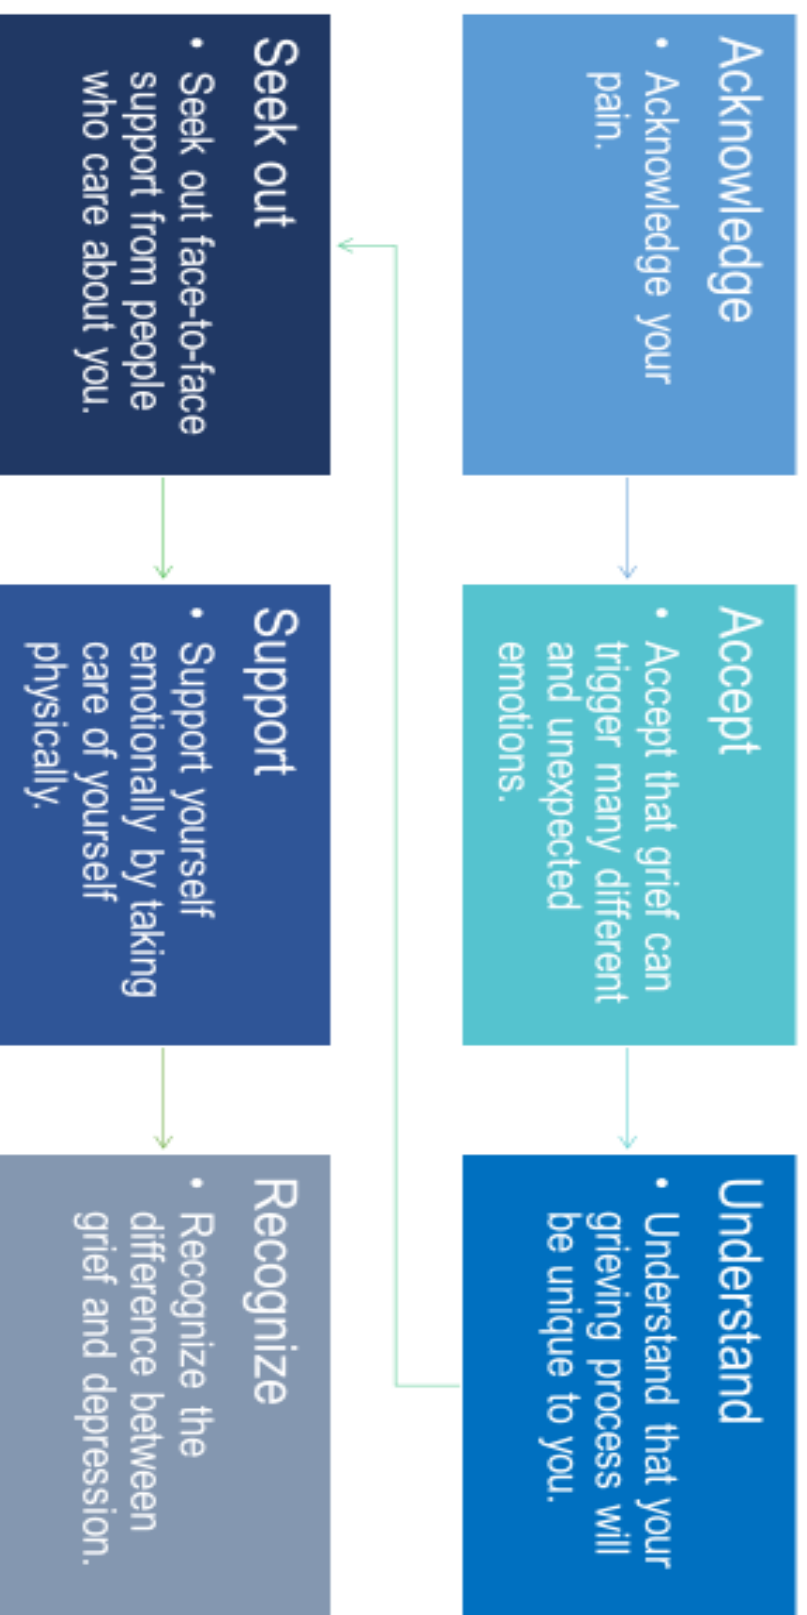 Acknowledge
• Acknowledge your
pain.
Accept
• Accept that grief can
trigger many different
and unexpected
emotions.
Understand
• Understand that your
grieving process will
be unique to you.
Seek out
• Seek out face-to-face
support from people
who care about you.
Support
• Support yourself
emotionally by taking
care of yourself
physically.
Recognize
• Recognize the
difference between
grief and depression.